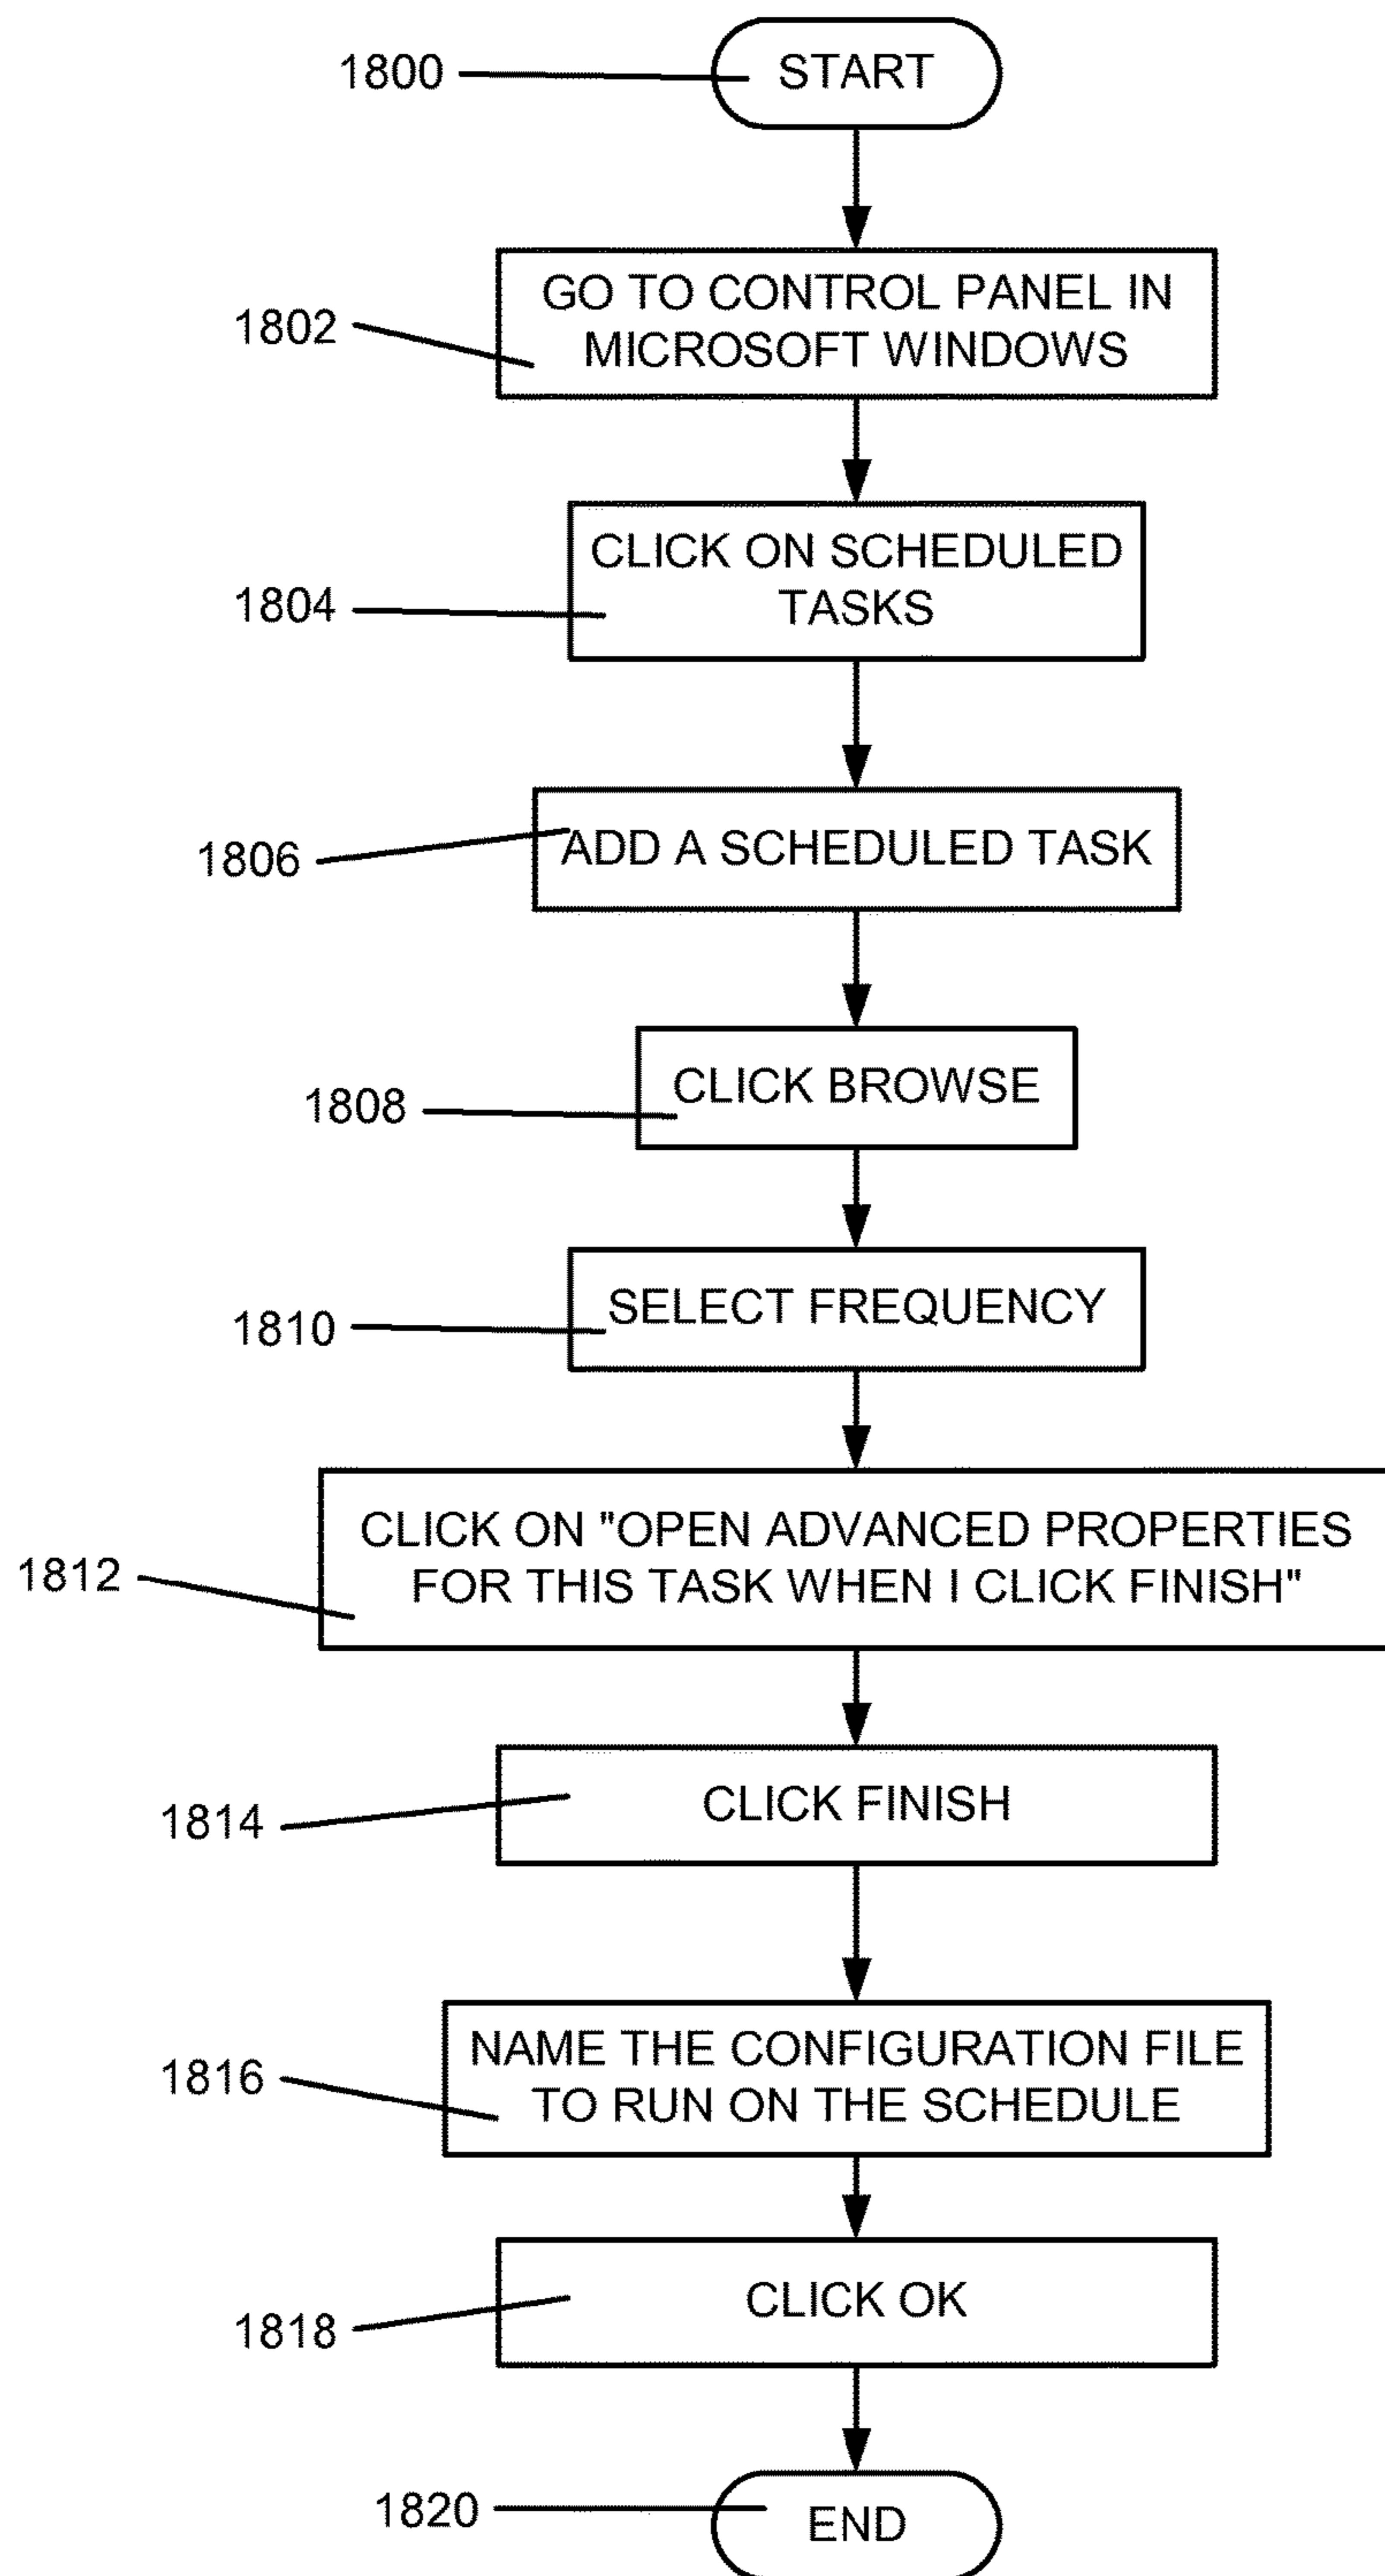 1800
START
1802
GO TO CONTROL PANEL IN
MICROSOFT WINDOWS
1804
CLICK ON SCHEDULED
TASKS
1806
ADD A SCHEDULED TASK
1808
CLICK BROWSE
1810
SELECT FREQUENCY
1812
CLICK ON "OPEN ADVANCED PROPERTIES
FOR THIS TASK WHEN I CLICK FINISH"
1814
CLICK FINISH
1816
NAME THE CONFIGURATION FILE
TO RUN ON THE SCHEDULE
1818
CLICK OK
1820
END